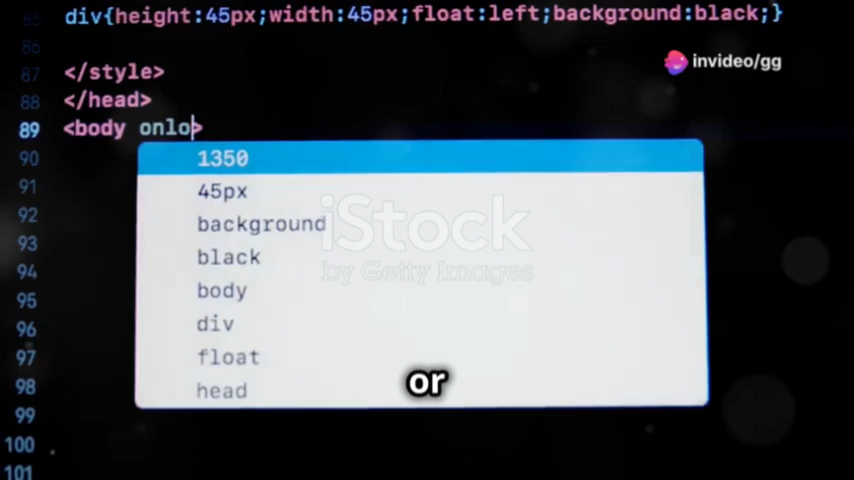 85 div{height:45px;width:45px;float:left;background:black;}
86
invideo/gg
87 </style>
88 </head>
89 <body onlo>
90 1350
91 45px
92 background
iStock
by Getty Images
93 black
94 body
95 div
96 float
97
or
98 head
99
100
101